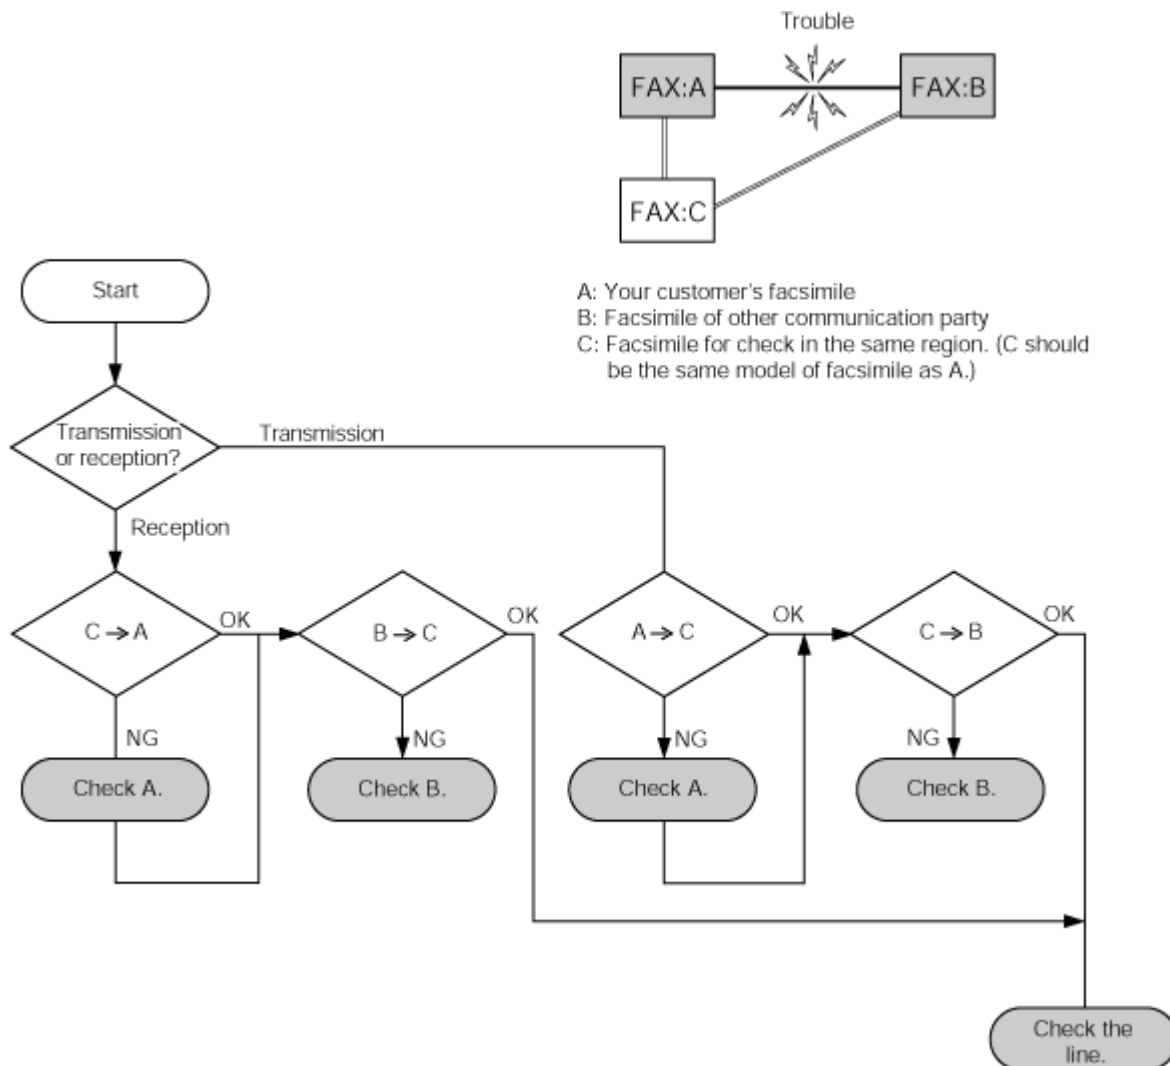 Trouble
FAX:A
FAX:B
FAX:C
A: Your customer's facsimile
B: Facsimile of other communication party
C: Facsimile for check in the same region. (C should
be the same model of facsimile as A.)
Start
Transmission
or reception?
Transmission
Reception
C → A
OK
B → C
OK
A → C
OK
C → B
OK
NG
NG
NG
NG
Check A.
Check B.
Check A.
Check B.
Check the
line.